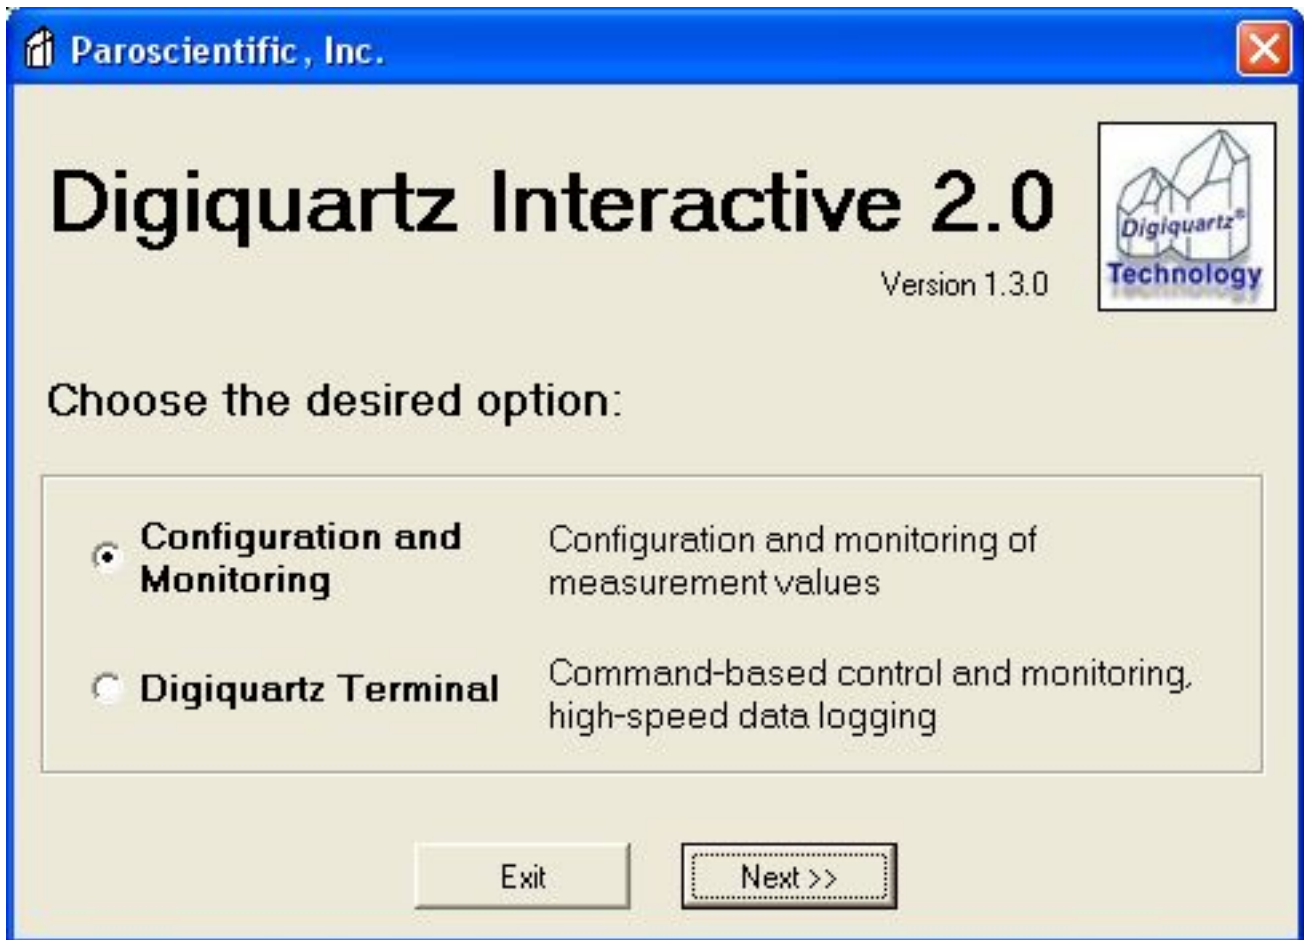 Paroscientific, Inc.
Digiquartz Interactive 2.0
Version 1.3.0
Digiquartz®
Technology
Choose the desired option:
Configuration and
Monitoring
Configuration and monitoring of
measurement values
Digiquartz Terminal
Command-based control and monitoring,
high-speed data logging
Exit
Next >>